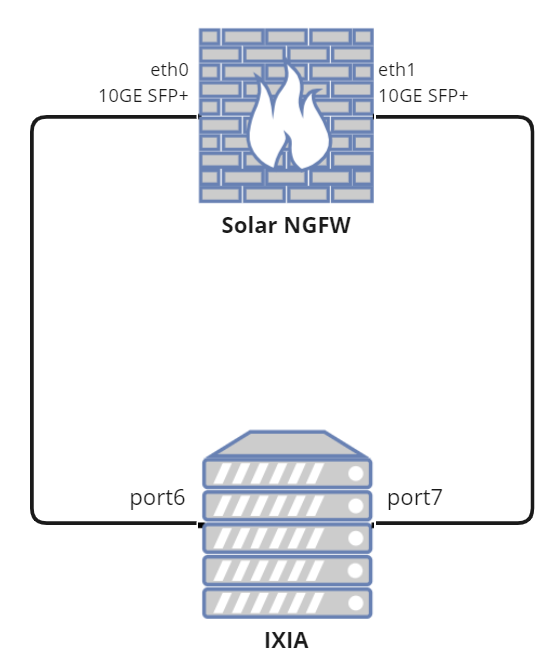 eth0
10GE SFP+
eth1
10GE SFP+
Solar NGFW
port6
port7
IXIA